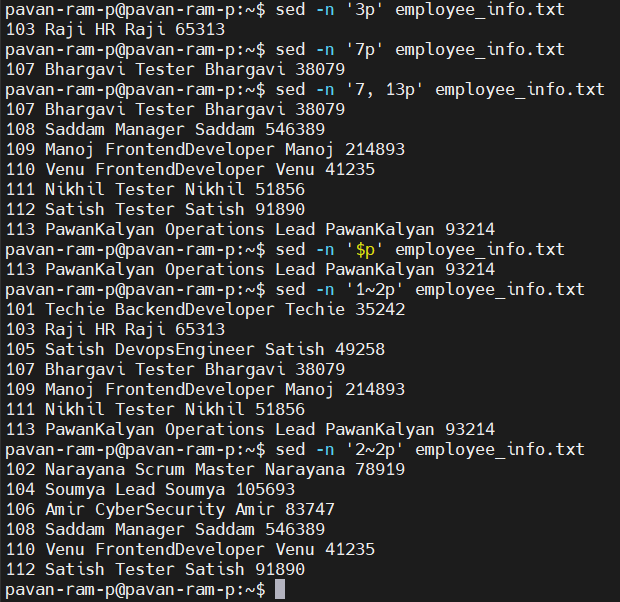 pavan-ram-p@pavan-ram-p:~$ sed -n '3p' employee_info.txt
103 Raji HR Raji 65313
pavan-ram-p@pavan-ram-p:~$ sed -n '7p' employee_info.txt
107 Bhargavi Tester Bhargavi 38079
pavan-ram-p@pavan-ram-p:~$ sed -n '7, 13p' employee_info.txt
107 Bhargavi Tester Bhargavi 38079
108 Saddam Manager Saddam 546389
109 Manoj FrontendDeveloper Manoj 214893
110 Venu FrontendDeveloper Venu 41235
111 Nikhil Tester Nikhil 51856
112 Satish Tester Satish 91890
113 PawanKalyan Operations Lead PawanKalyan 93214
pavan-ram-p@pavan-ram-p:~$ sed -n '$p' employee_info.txt
113 PawanKalyan Operations Lead PawanKalyan 93214
pavan-ram-p@pavan-ram-p:~$ sed -n '1~2p' employee_info.txt
101 Techie BackendDeveloper Techie 35242
103 Raji HR Raji 65313
105 Satish DevopsEngineer Satish 49258
107 Bhargavi Tester Bhargavi 38079
109 Manoj FrontendDeveloper Manoj 214893
111 Nikhil Tester Nikhil 51856
113 PawanKalyan Operations Lead PawanKalyan 93214
pavan-ram-p@pavan-ram-p:~$ sed -n '2~2p' employee_info.txt
102 Narayana Scrum Master Narayana 78919
104 Soumya Lead Soumya 105693
106 Amir CyberSecurity Amir 83747
108 Saddam Manager Saddam 546389
110 Venu FrontendDeveloper Venu 41235
112 Satish Tester Satish 91890
pavan-ram-p@pavan-ram-p:~$